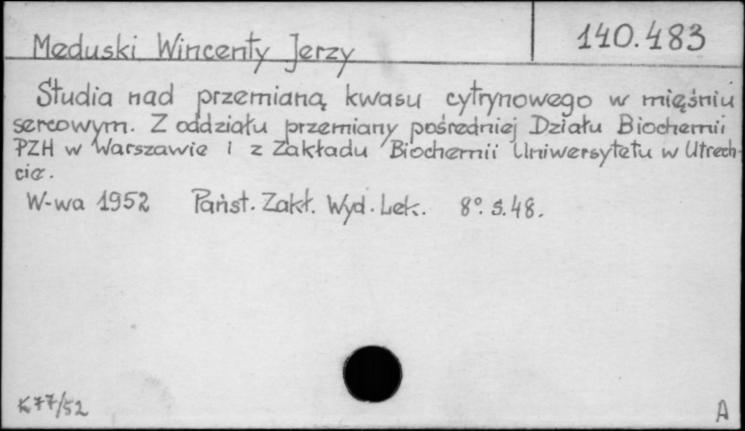 Meduski Wincenty Jerzy 140.483
Studia nad przemianą kwasu cytrynowego w mięśniu
sercowym. Z oddziału przemiany pośredniej Działu Biochemii
PZH w Warszawie i z Zakładu Biochemii Uniwersytetu w Utrech-
cie.
W-wa 1952 Państ. Zakł. Wyd. Lek. 8°. s. 48.
K77/52 A